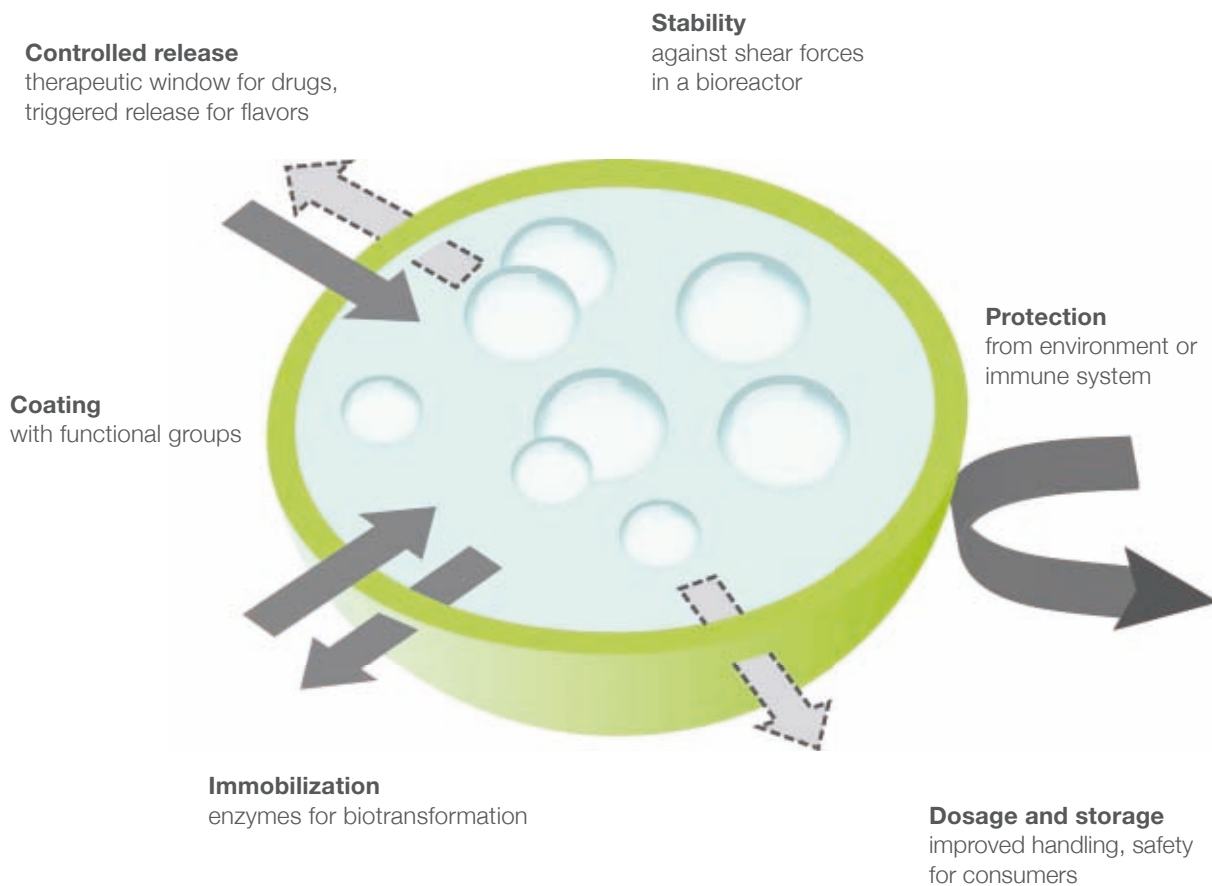 Controlled release
therapeutic window for drugs,
triggered release for flavors
Stability
against shear forces
in a bioreactor
Protection
from environment or
immune system
Coating
with functional groups
Immobilization
enzymes for biotransformation
Dosage and storage
improved handling, safety
for consumers